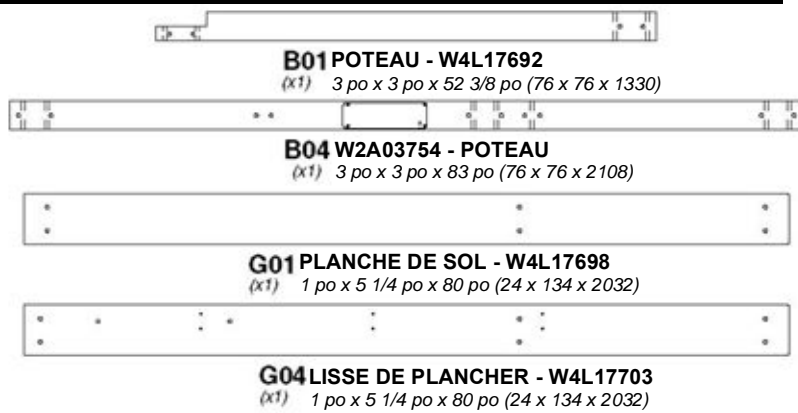 B01 POTEAU - W4L17692
(x1) 3 po x 3 po x 52 3/8 po (76 x 76 x 1330)
B04 W2A03754 - POTEAU
(x1) 3 po x 3 po x 83 po (76 x 76 x 2108)
G01 PLANCHE DE SOL - W4L17698
(x1) 1 po x 5 1/4 po x 80 po (24 x 134 x 2032)
G04 LISSE DE PLANCHER - W4L17703
(x1) 1 po x 5 1/4 po x 80 po (24 x 134 x 2032)